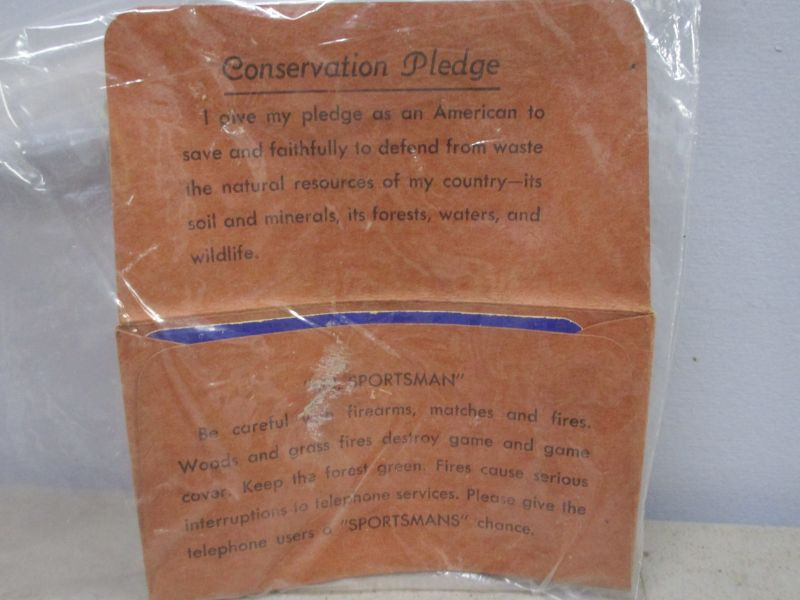 Conservation Pledge
I give my pledge as an American to
save and faithfully to defend from waste
the natural resources of my country—its
soil and minerals, its forests, waters, and
wildlife.
SPORTSMAN"
Be careful with firearms, matches and fires.
Woods and grass fires destroy game and game
cover. Keep the forest green. Fires cause serious
interruptions to telephone services. Please give the
telephone users a "SPORTSMANS" chance.